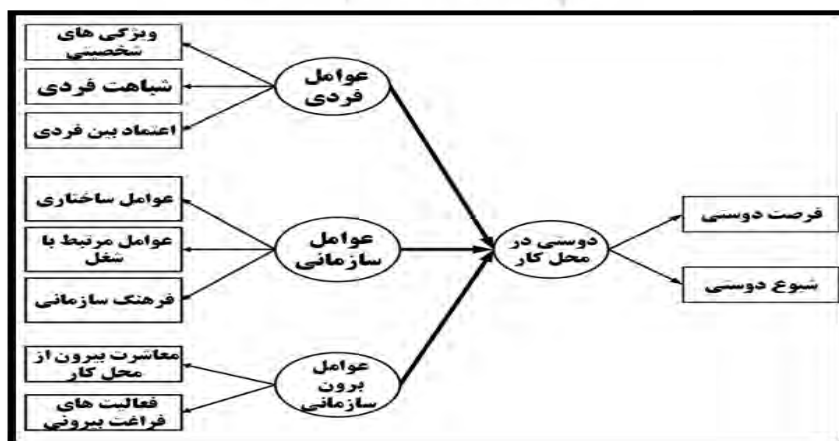 ویژگی های
شخصیتی
شباهت فردی
اعتماد بین فردی
عوامل
فردی
عوامل ساختاری
عوامل مرتبط با
شغل
فرهنگ سازمانی
عوامل
سازمانی
معاشرت بیرون از
محل کار
فعالیت های
فراغت بیرونی
عوامل
برون
سازمانی
دوستی در
محل کار
فرصت دوستی
شیوع دوستی